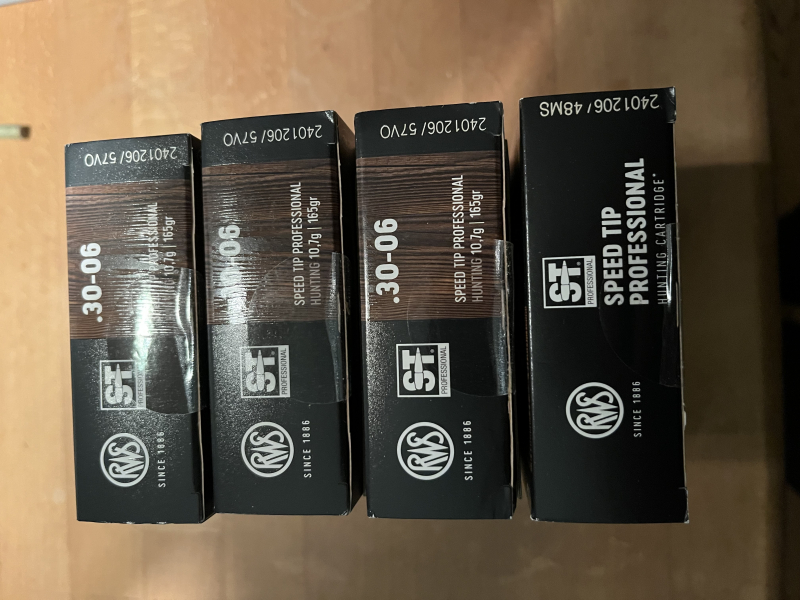 2401206/ 57VO
.30-06
PROFESSIONAL
10,7g | 165gr
ST
PROFESSIONAL
RWS
SINCE 1886
2401206/ 57VO
SPEED TIP PROFESSIONAL
HUNTING 10,7g | 165gr
ST
PROFESSIONAL
RWS
SINCE 1886
2401206/ 57VO
.30-06
SPEED TIP PROFESSIONAL
HUNTING 10,7g | 165gr
ST
PROFESSIONAL
RWS
SINCE 1886
2401206/ 48MS
ST
PROFESSIONAL
SPEED TIP
PROFESSIONAL
HUNTING CARTRIDGE*
RWS
SINCE 1886